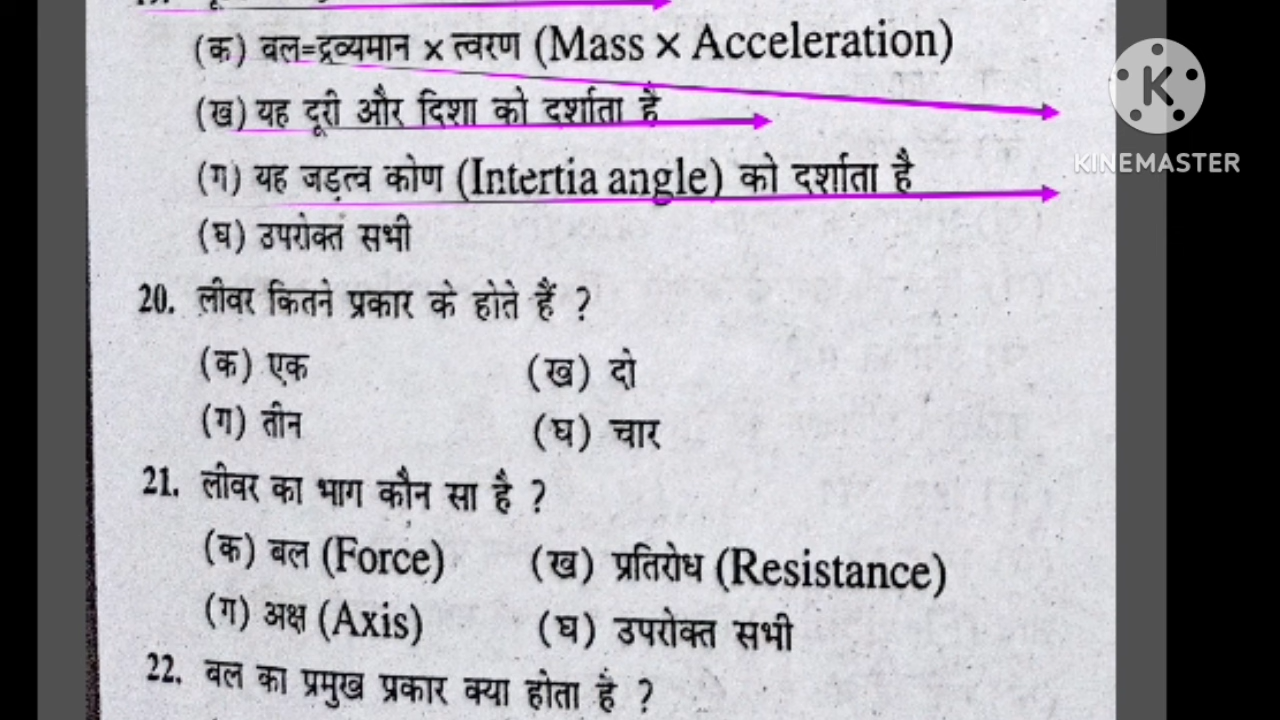 19.
(क) बल=द्रव्यमान × त्वरण (Mass × Acceleration)
(ख) यह दूरी और दिशा को दर्शाता है
(ग) यह जड़त्व कोण (Intertia angle) को दर्शाता है
(घ) उपरोक्त सभी
20. लीवर कितने प्रकार के होते हैं ?
(क) एक (ख) दो
(ग) तीन (घ) चार
21. लीवर का भाग कौन सा है ?
(क) बल (Force) (ख) प्रतिरोध (Resistance)
(ग) अक्ष (Axis) (घ) उपरोक्त सभी
22. बल का प्रमुख प्रकार क्या होता है ?
K
KINEMASTER